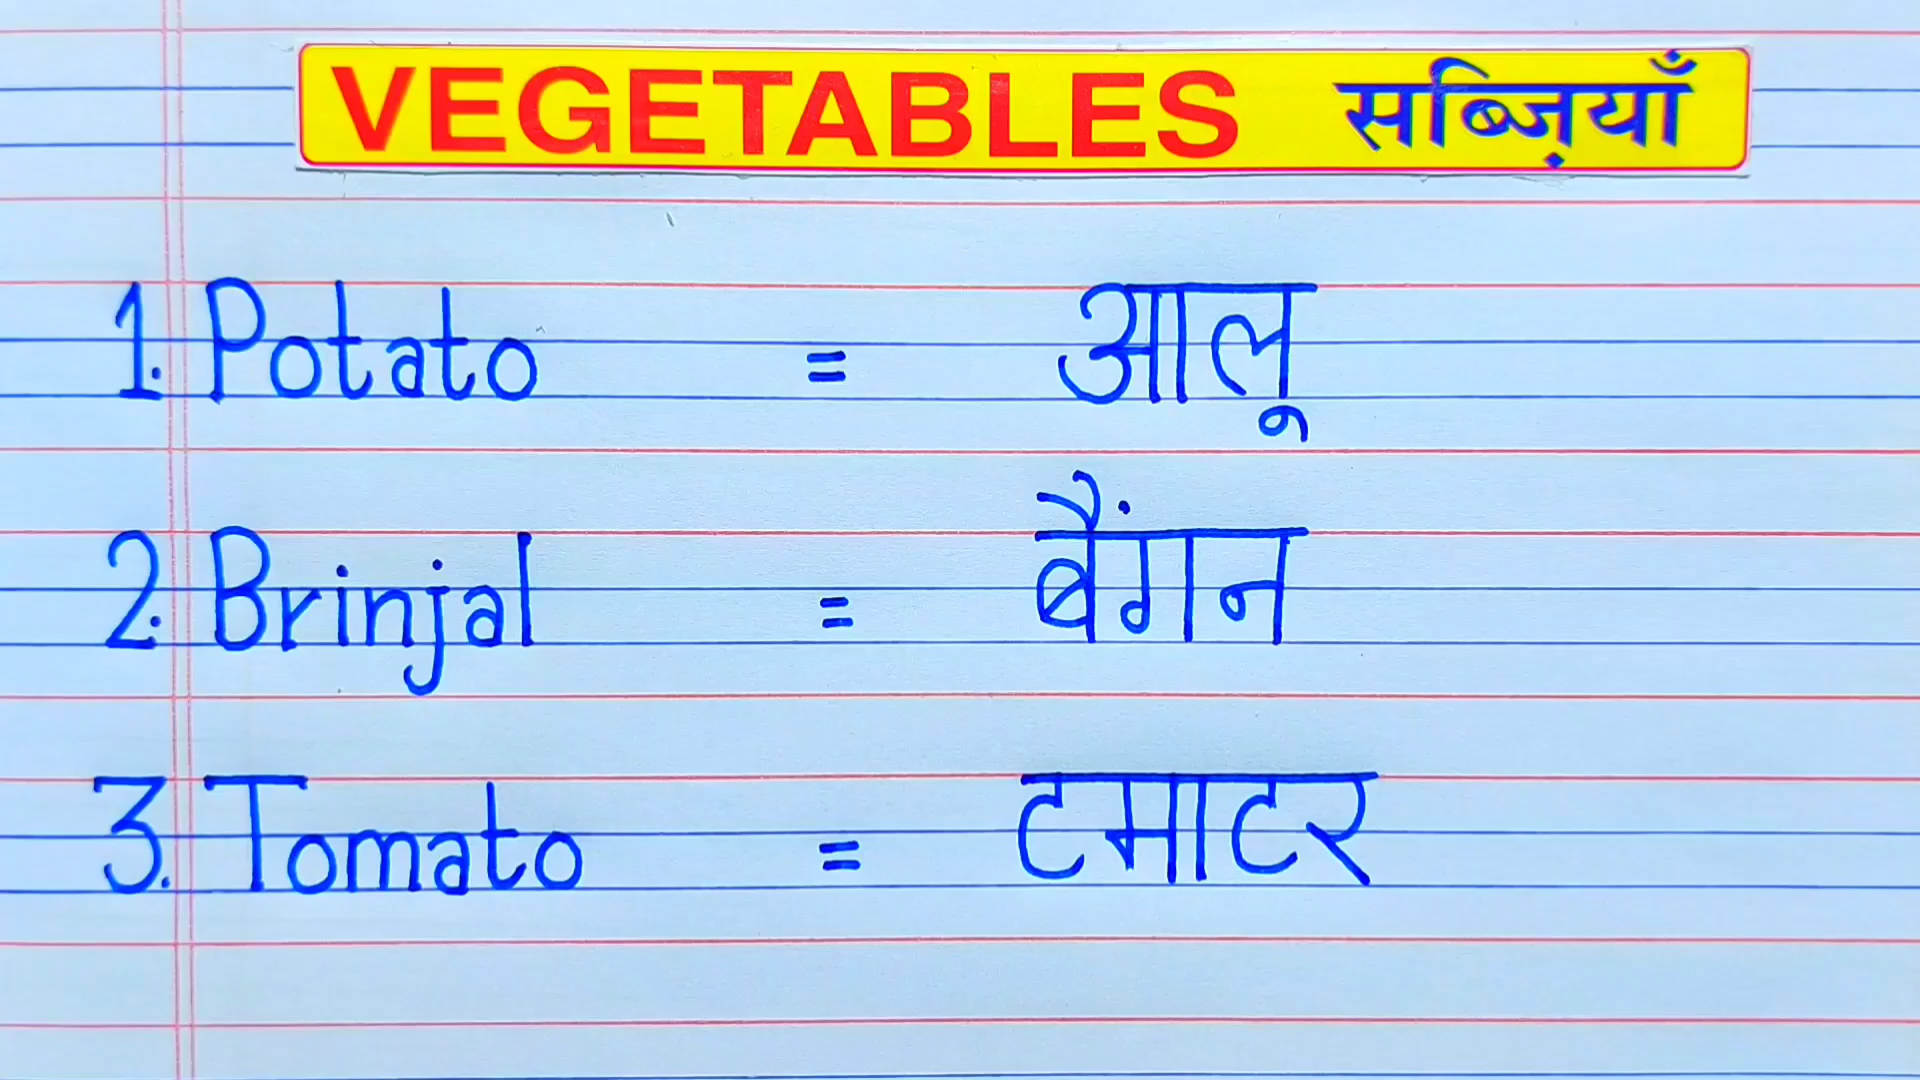 VEGETABLES सब्ज़ियाँ
1. Potato = आलू
2. Brinjal = बैंगन
3. Tomato = टमाटर